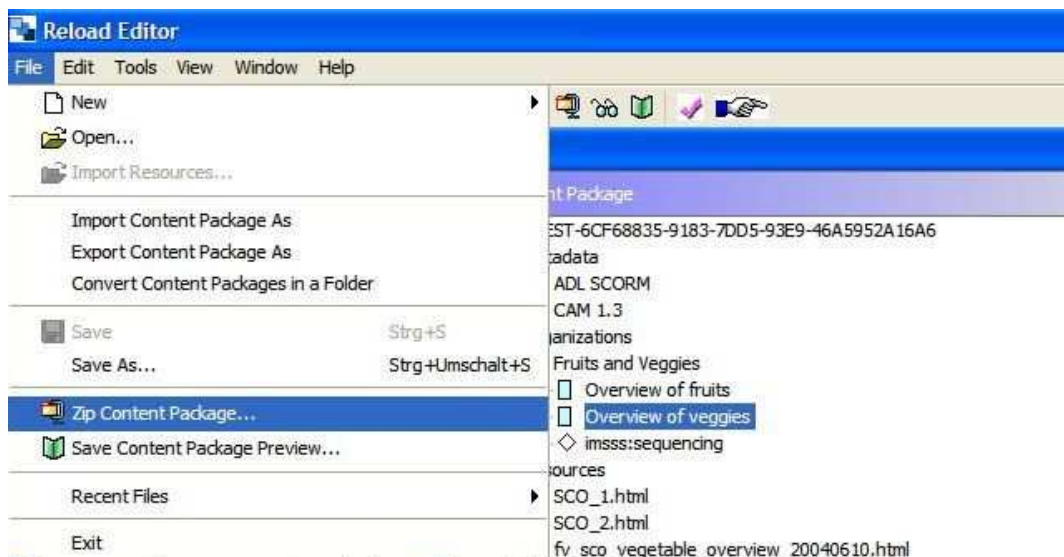 Reload Editor
File Edit Tools View Window Help
New
Open...
Import Resources...
Import Content Package As
Export Content Package As
Convert Content Packages in a Folder
Save Strg+S
Save As... Strg+Umschalt+S
Zip Content Package...
Save Content Package Preview...
Recent Files
Exit
nt Package
EST-6CF68835-9183-7DD5-93E9-46A5952A16A6
tadata
ADL SCORM
CAM 1.3
anizations
Fruits and Veggies
Overview of fruits
Overview of veggies
imsss:sequencing
sources
SCO_1.html
SCO_2.html
fv_sco_vegetable_overview_20040610.html